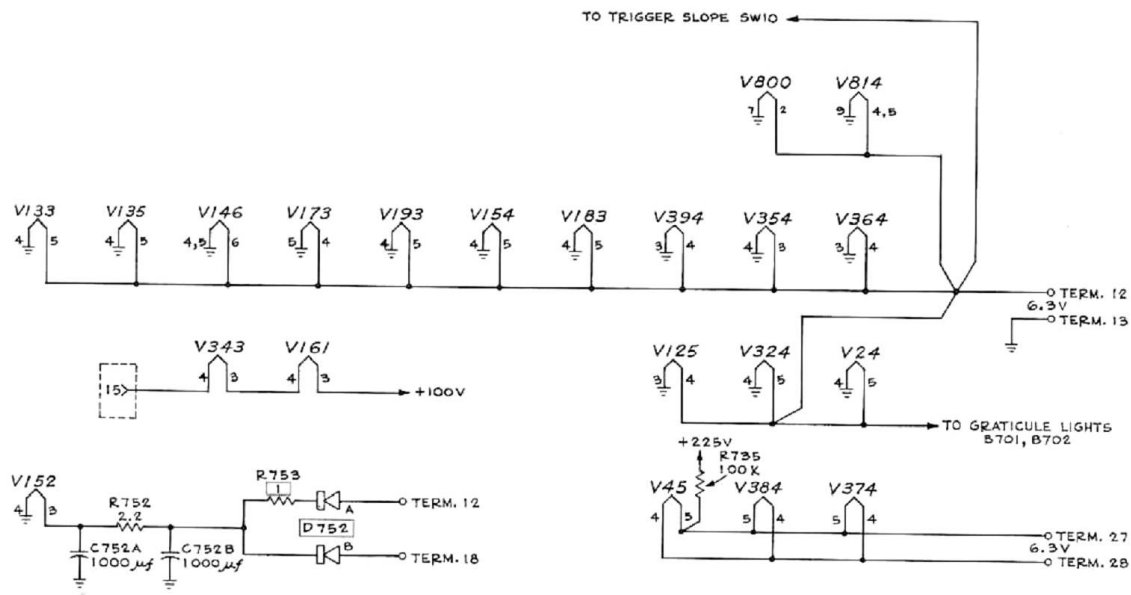 TO TRIGGER SLOPE SW10
V800 V814
7 2 9 4,5
V133 V135 V146 V173 V193 V154 V183 V394 V354 V364
4 5 4 5 4,5 6 5 4 4 5 4 5 4 5 3 4 4 3 3 4
TERM. 12
6.3V
TERM. 13
V343 V161
4 3 4 3
15 +100V
V125 V324 V24
3 4 4 5 4 5
TO GRATICULE LIGHTS
B701, B702
+225V
R735
100K
V45 V384 V374
4 5 5 4 5 4
TERM. 27
6.3V
TERM. 28
V152
4 3
R752
2.2
R753
1
A
TERM. 12
D752
B
TERM. 18
C752A
1000 µf
C752B
1000 µf